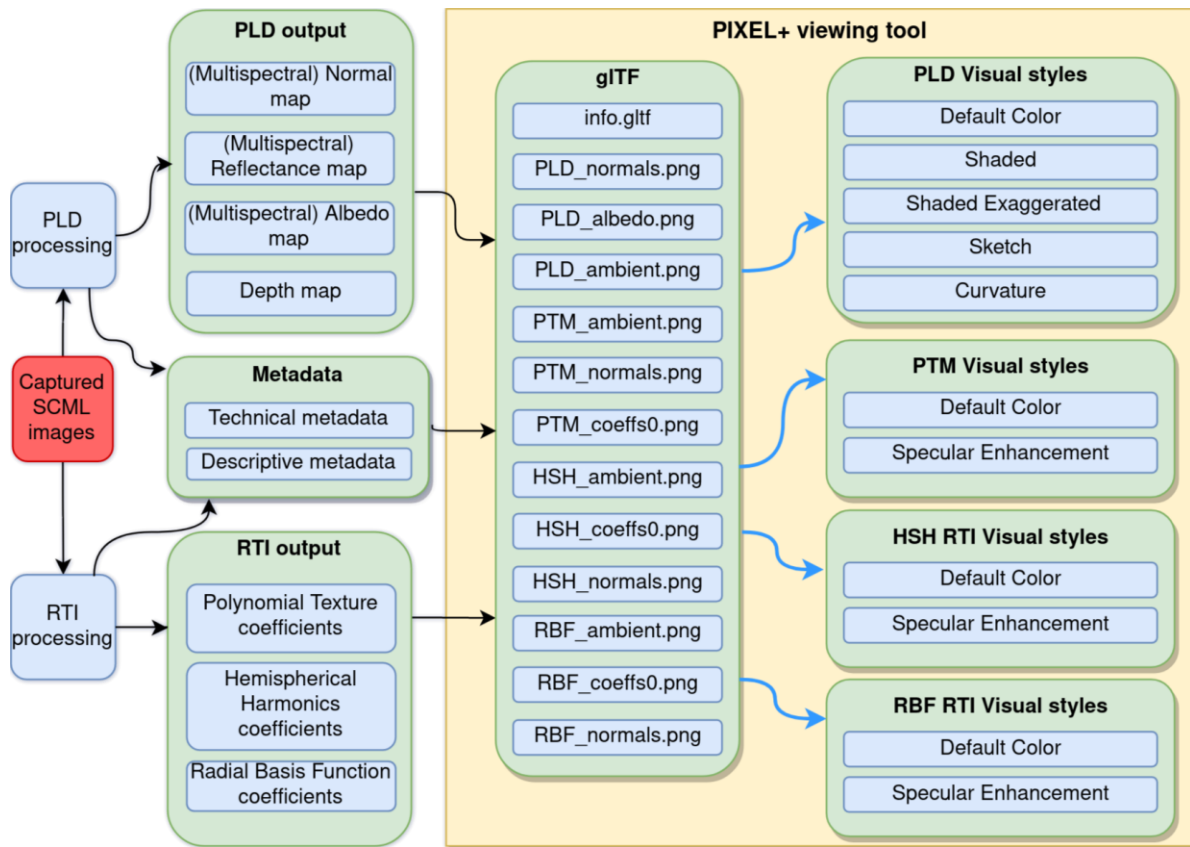 PLD
processing
Captured
SCML
images
RTI
processing
PLD output
(Multispectral) Normal
map
(Multispectral)
Reflectance map
(Multispectral) Albedo
map
Depth map
Metadata
Technical metadata
Descriptive metadata
RTI output
Polynomial Texture
coefficients
Hemispherical
Harmonics
coefficients
Radial Basis Function
coefficients
PIXEL+ viewing tool
glTF
info.gltf
PLD_normals.png
PLD_albedo.png
PLD_ambient.png
PTM_ambient.png
PTM_normals.png
PTM_coeffs0.png
HSH_ambient.png
HSH_coeffs0.png
HSH_normals.png
RBF_ambient.png
RBF_coeffs0.png
RBF_normals.png
PLD Visual styles
Default Color
Shaded
Shaded Exaggerated
Sketch
Curvature
PTM Visual styles
Default Color
Specular Enhancement
HSH RTI Visual styles
Default Color
Specular Enhancement
RBF RTI Visual styles
Default Color
Specular Enhancement